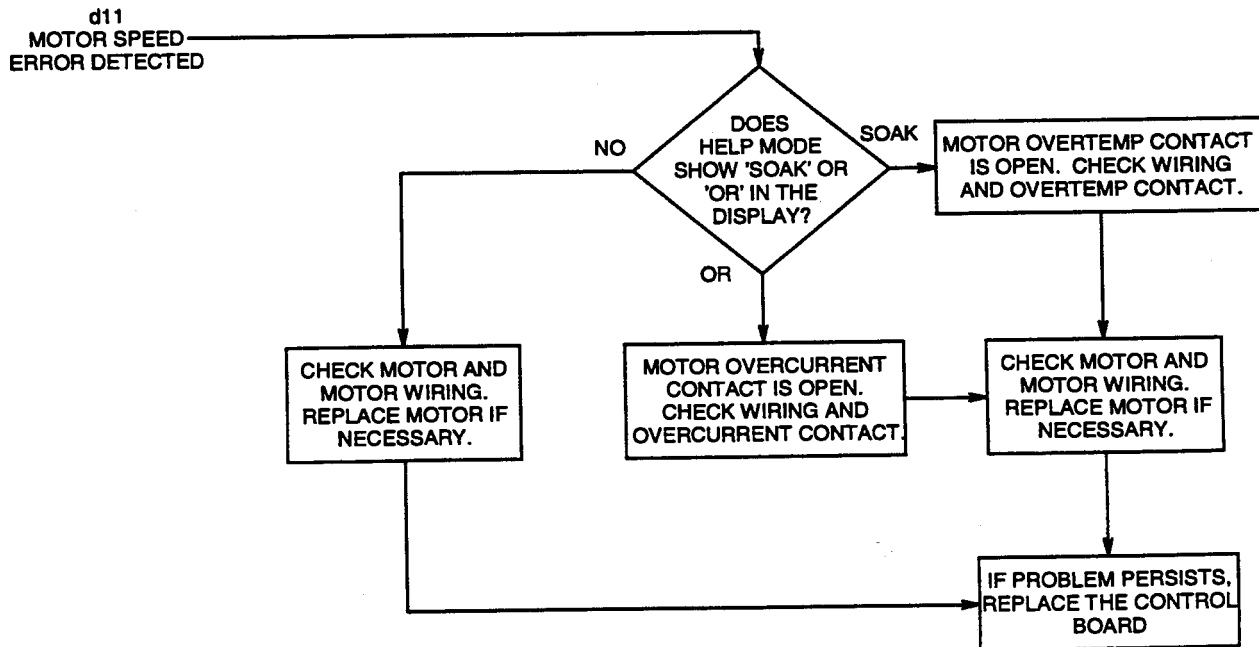 d11
MOTOR SPEED
ERROR DETECTED
DOES
HELP MODE
SHOW 'SOAK' OR
'OR' IN THE
DISPLAY?
NO
SOAK
OR
MOTOR OVERTEMP CONTACT
IS OPEN. CHECK WIRING
AND OVERTEMP CONTACT.
CHECK MOTOR AND
MOTOR WIRING.
REPLACE MOTOR IF
NECESSARY.
MOTOR OVERCURRENT
CONTACT IS OPEN.
CHECK WIRING AND
OVERCURRENT CONTACT.
CHECK MOTOR AND
MOTOR WIRING.
REPLACE MOTOR IF
NECESSARY.
IF PROBLEM PERSISTS,
REPLACE THE CONTROL
BOARD